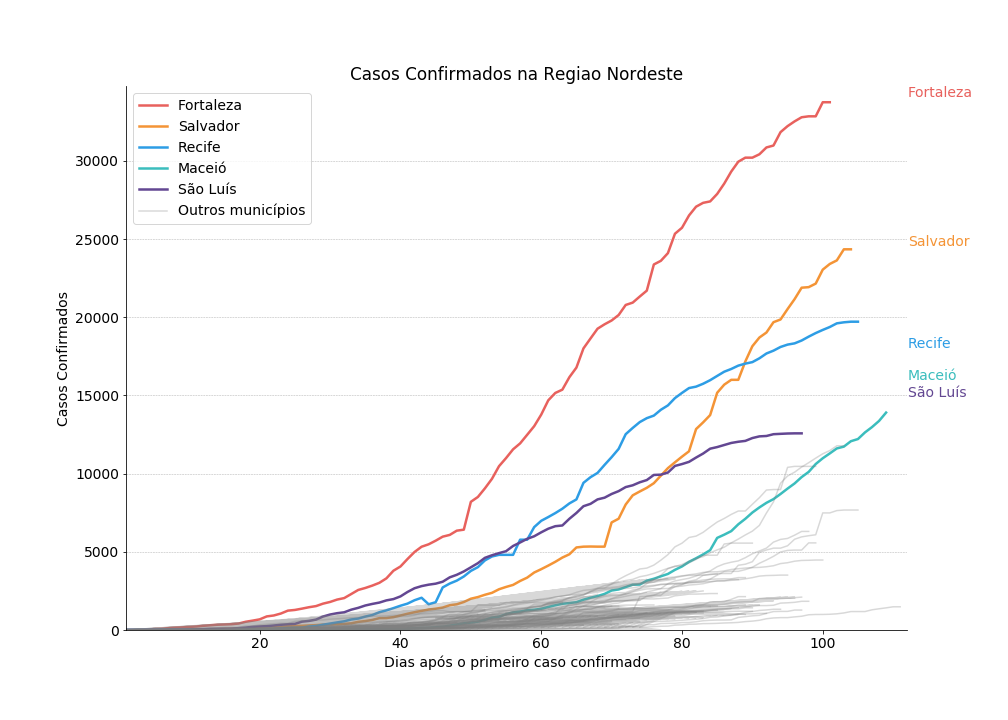 Casos Confirmados na Regiao Nordeste
Fortaleza
Salvador
Recife
Maceió
São Luís
Outros municípios
Fortaleza
Salvador
Recife
Maceió
São Luís
30000
25000
20000
15000
10000
5000
0
Casos Confirmados
20 40 60 80 100
Dias após o primeiro caso confirmado